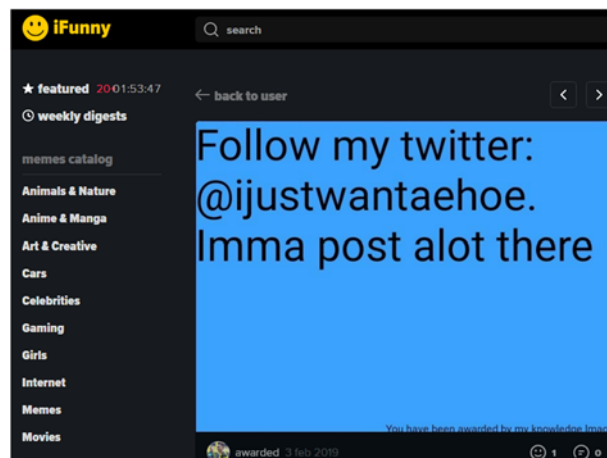 iFunny
search
featured 20 01:53:47
weekly digests
back to user
memes catalog
Animals & Nature
Anime & Manga
Art & Creative
Cars
Celebrities
Gaming
Girls
Internet
Memes
Movies
Follow my twitter:
@ijustwantaehoe.
Imma post alot there
You have been awarded by my knowledge Imag
awarded 3 feb 2019
1
0